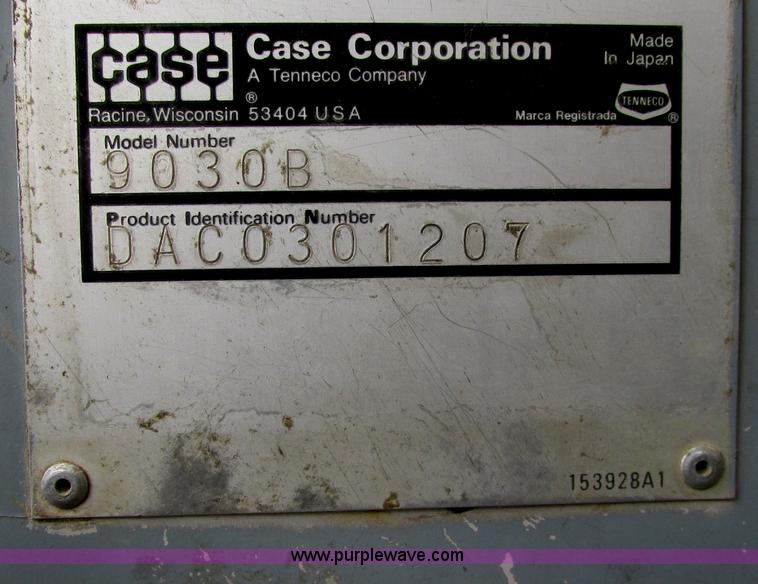 case
Case Corporation
A Tenneco Company
®
Racine, Wisconsin 53404 USA
Made
In Japan
Marca Registrada
TENNECO
®
Model Number
9030B
Product Identification Number
DAC0301207
153928A1
www.purplewave.com